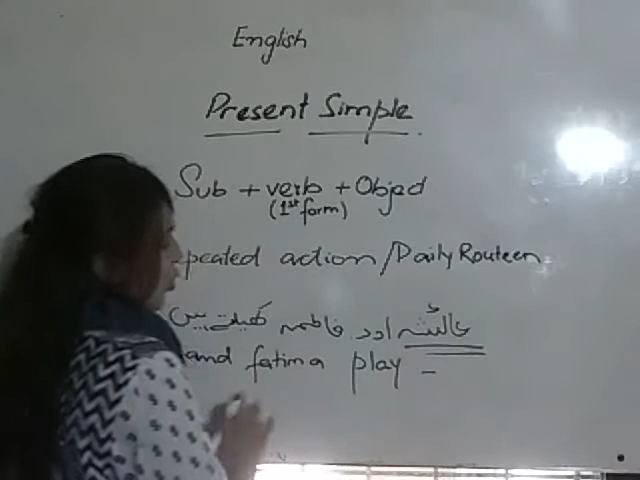 English
Present Simple
Sub + verb + Object
(1st form)
peated action/Daily Routeen
عائشہ اور فاطمہ کھیلتے ہیں
and fatima play